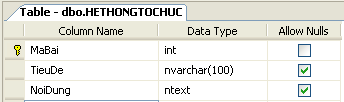 Table - dbo.HETHONGTOCHUC
Column Name Data Type Allow Nulls
MaBai int
TieuDe nvarchar(100)
NoiDung ntext